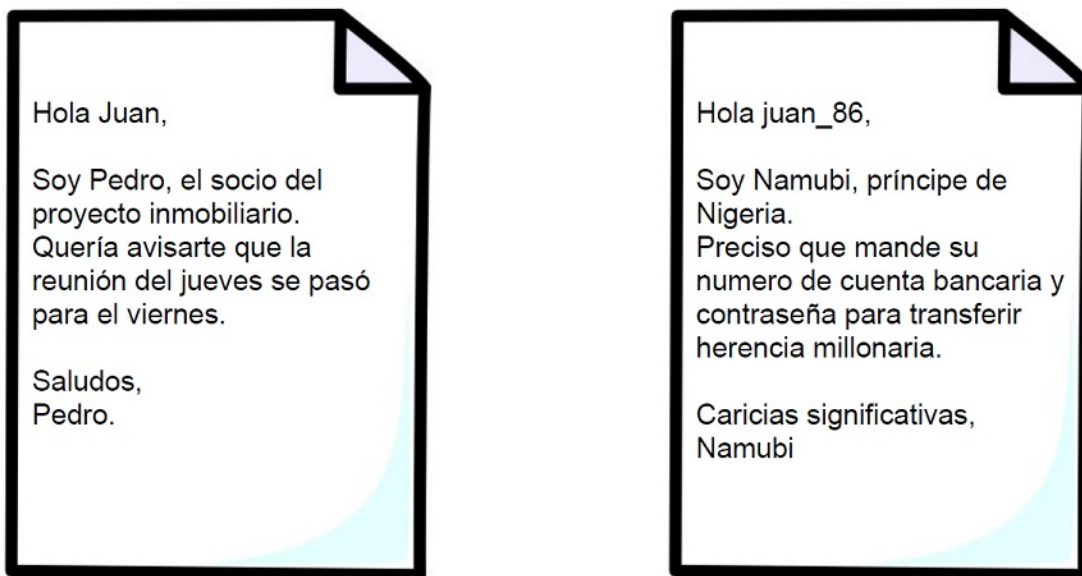 Hola Juan,
Soy Pedro, el socio del
proyecto inmobiliario.
Quería avisarte que la
reunión del jueves se pasó
para el viernes.
Saludos,
Pedro.
Hola juan_86,
Soy Namubi, príncipe de
Nigeria.
Preciso que mande su
numero de cuenta bancaria y
contraseña para transferir
herencia millonaria.
Caricias significativas,
Namubi